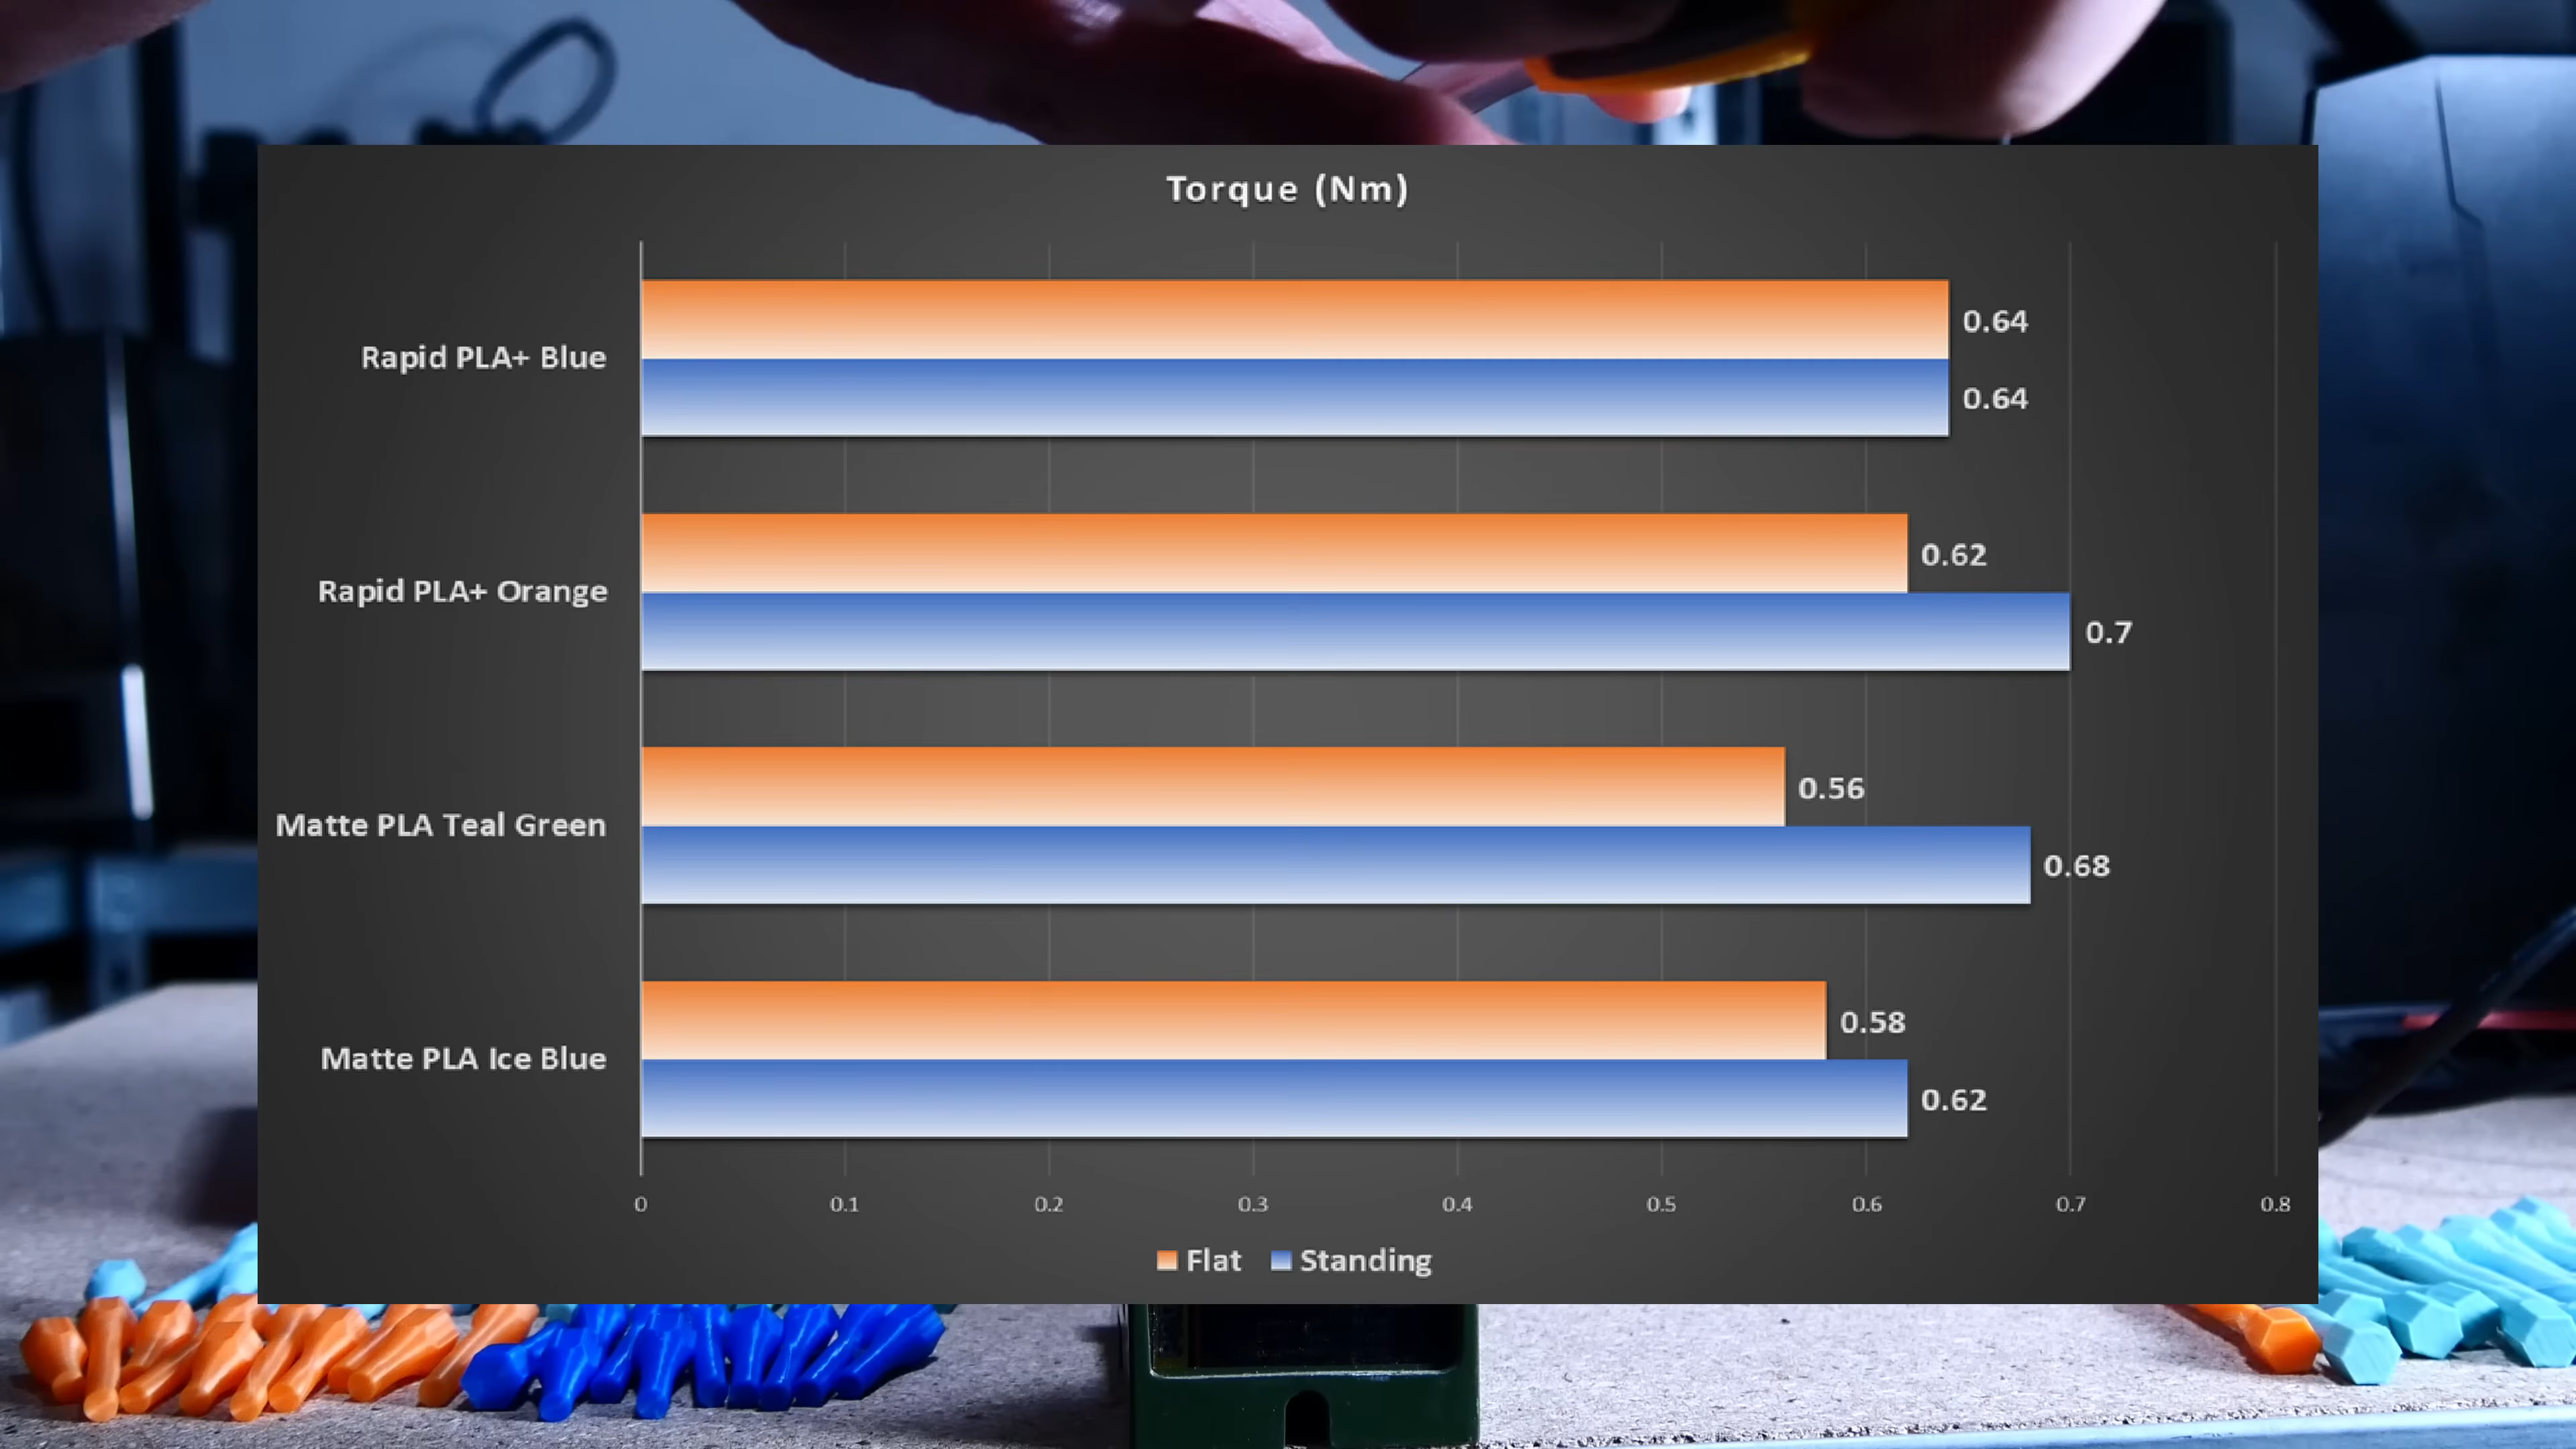 Torque (Nm)
Rapid PLA+ Blue
0.64
0.64
Rapid PLA+ Orange
0.62
0.7
Matte PLA Teal Green
0.56
0.68
Matte PLA Ice Blue
0.58
0.62
0 0.1 0.2 0.3 0.4 0.5 0.6 0.7 0.8
Flat Standing